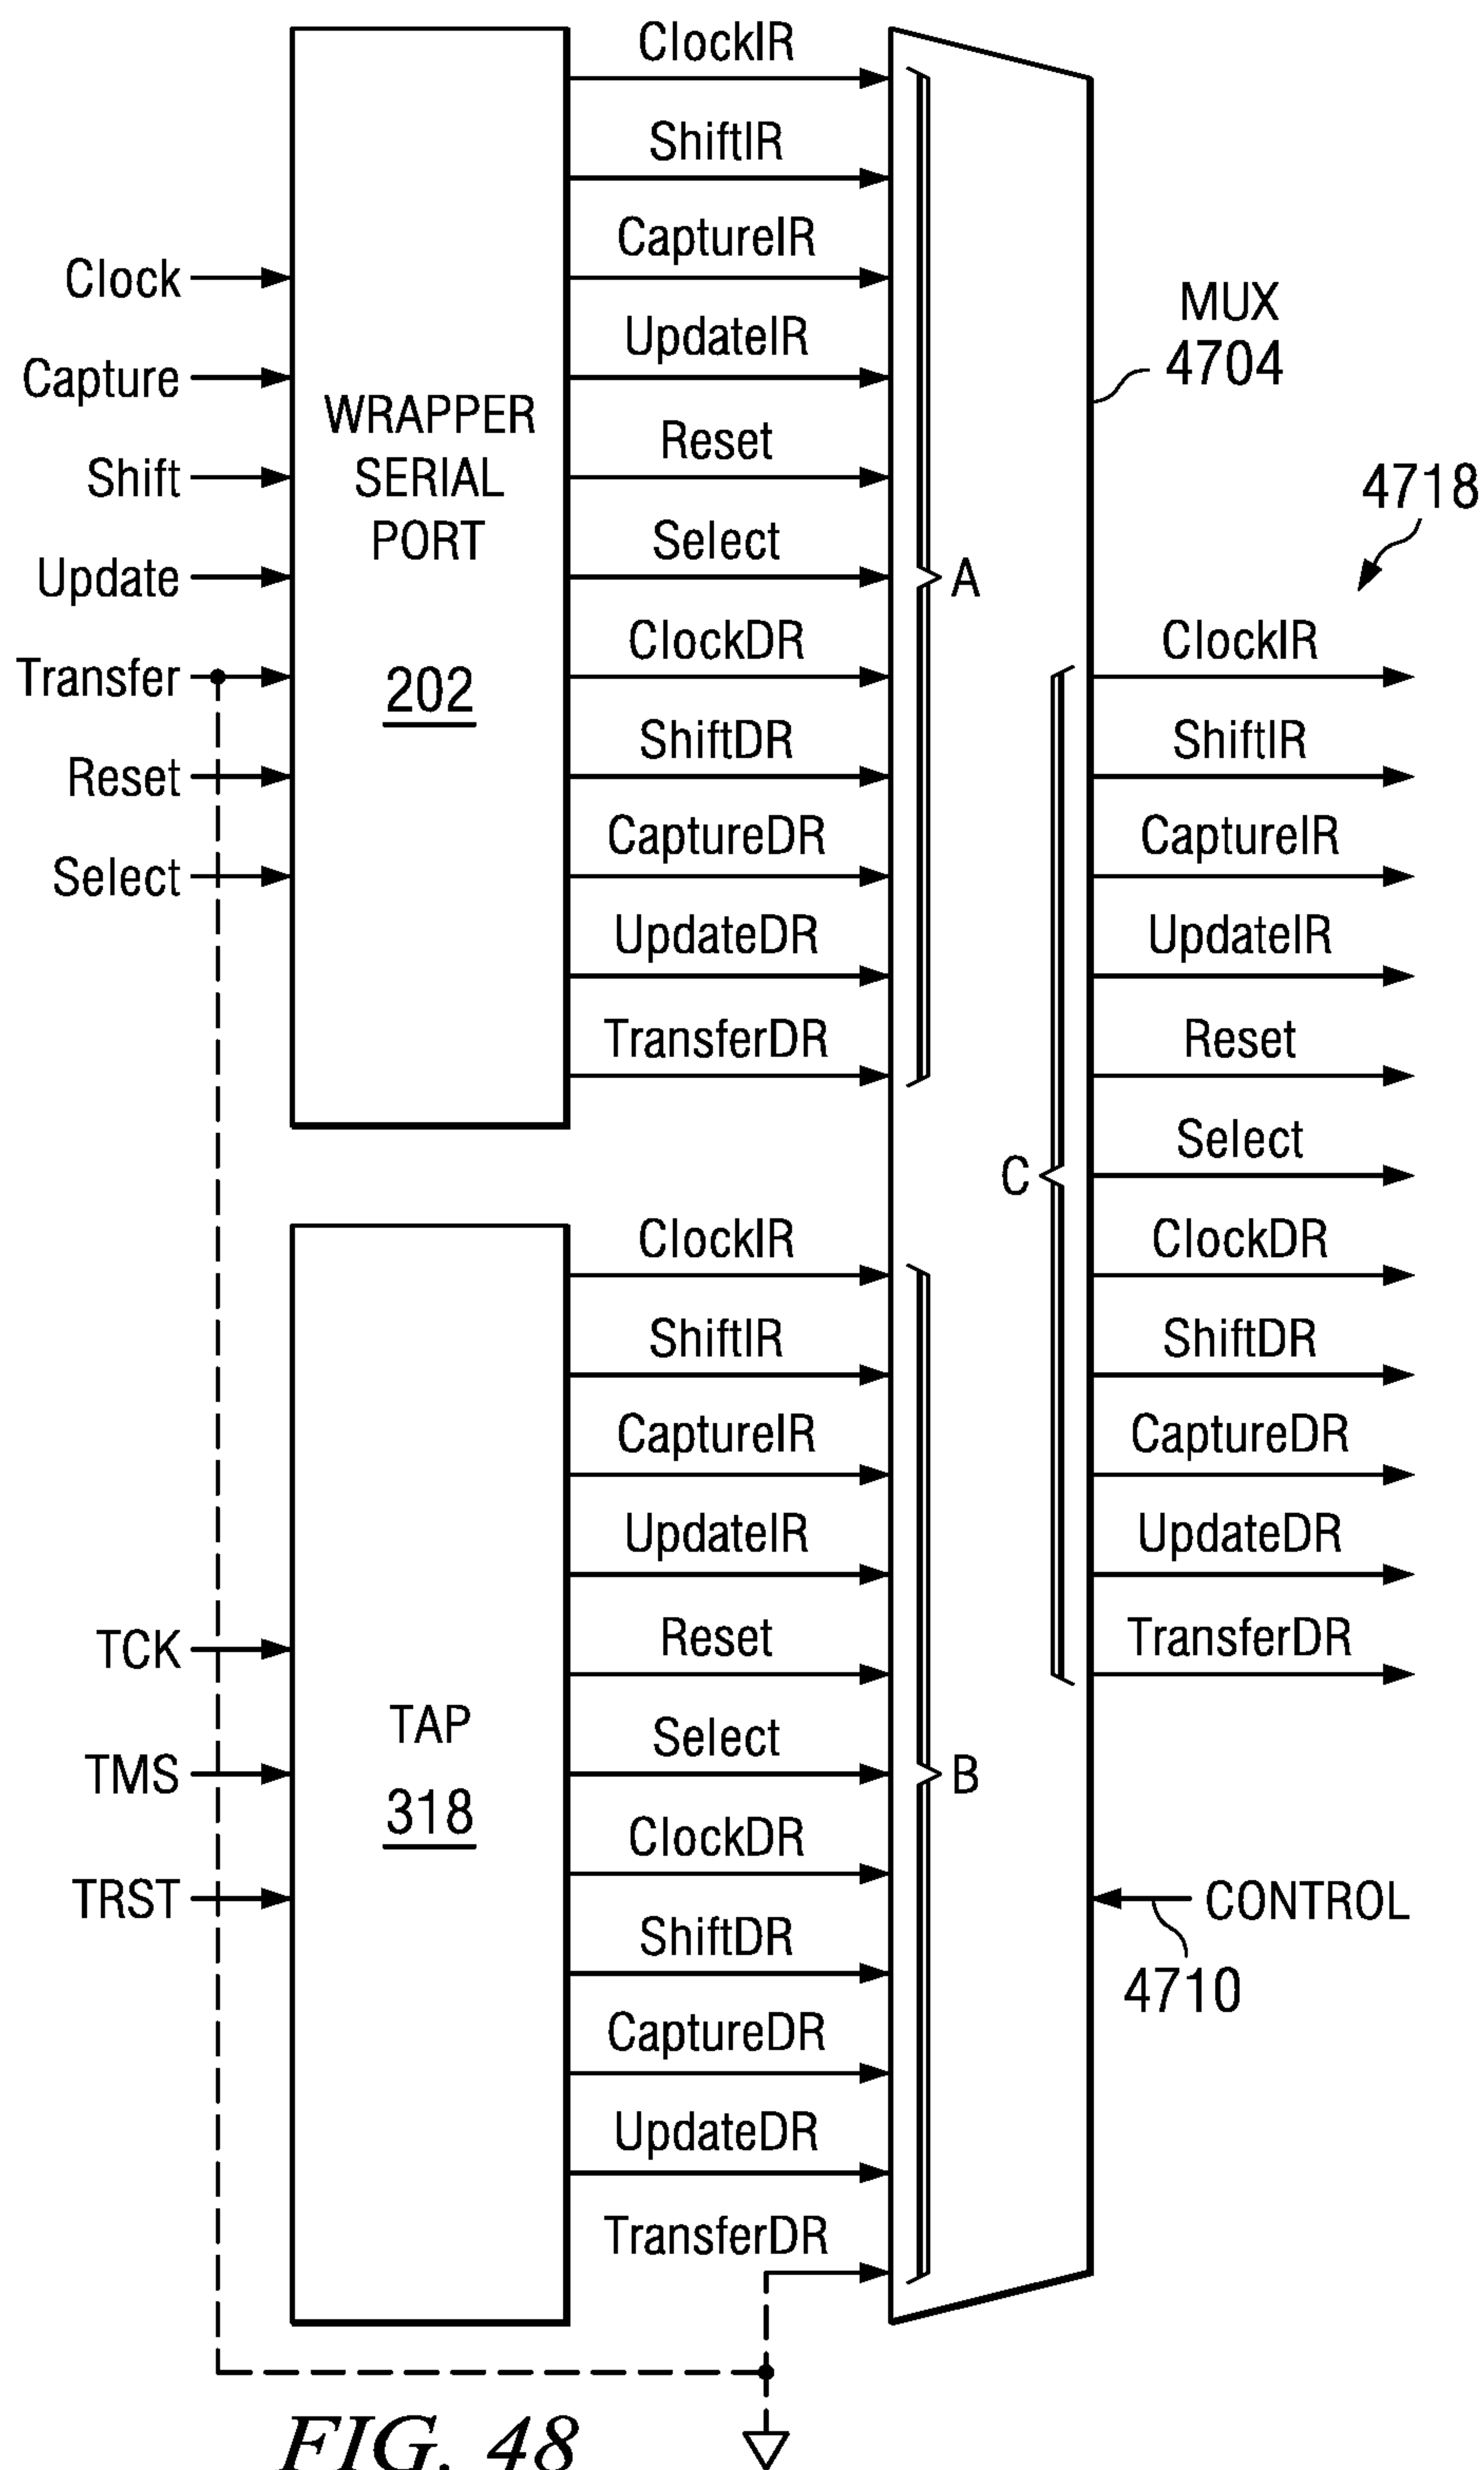 Clock
Capture
Shift
Update
Transfer
Reset
Select
WRAPPER
SERIAL
PORT
202
ClockIR
ShiftIR
CaptureIR
UpdateIR
Reset
Select
ClockDR
ShiftDR
CaptureDR
UpdateDR
TransferDR
A
MUX
4704
4718
C
ClockIR
ShiftIR
CaptureIR
UpdateIR
Reset
Select
ClockDR
ShiftDR
CaptureDR
UpdateDR
TransferDR
TCK
TMS
TRST
TAP
318
ClockIR
ShiftIR
CaptureIR
UpdateIR
Reset
Select
ClockDR
ShiftDR
CaptureDR
UpdateDR
TransferDR
B
CONTROL
4710
FIG. 48